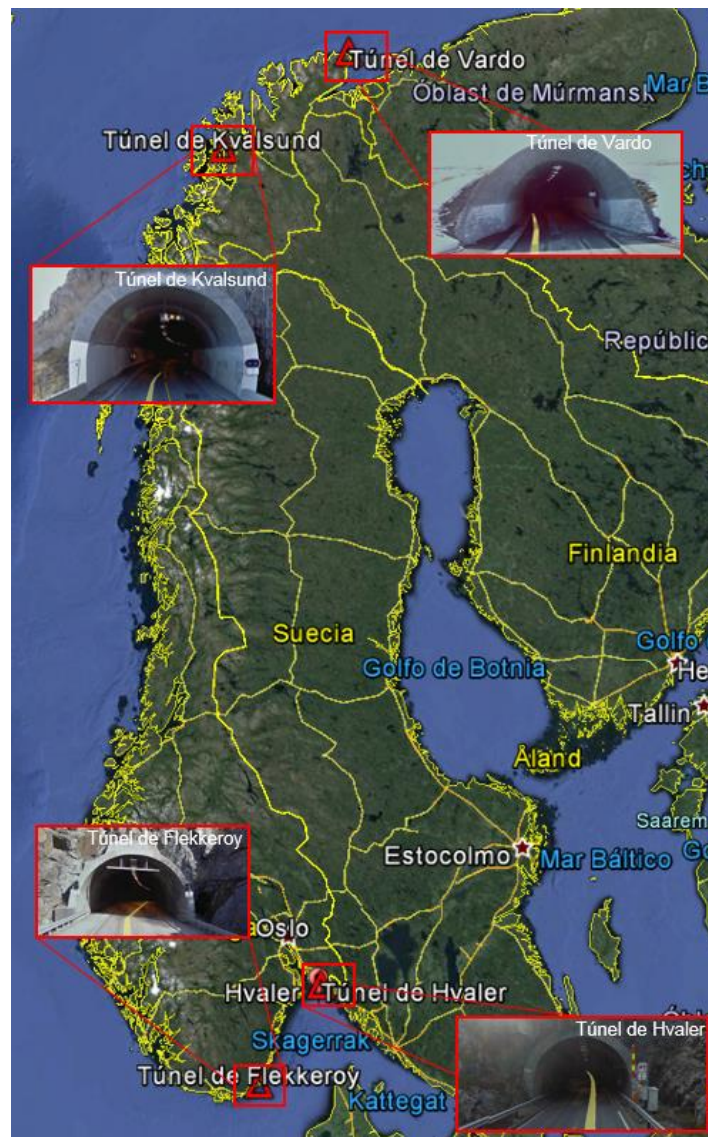 Túnel de Vardo
Óblast de Múrmansk
Mar B
Túnel de Kvalsund
Túnel de Vardo
Túnel de Kvalsund
Repúblic
Finlandia
Suecia
Golfo
Golfo de Botnia
He
Tallin
Åland
Saarem
Túnel de Flekkeroy
Estocolmo
Mar Báltico
Go
Oslo
Hvaler
Túnel de Hvaler
Túnel de Hvaler
Skagerrak
Túnel de Flekkeroy
Kattegat